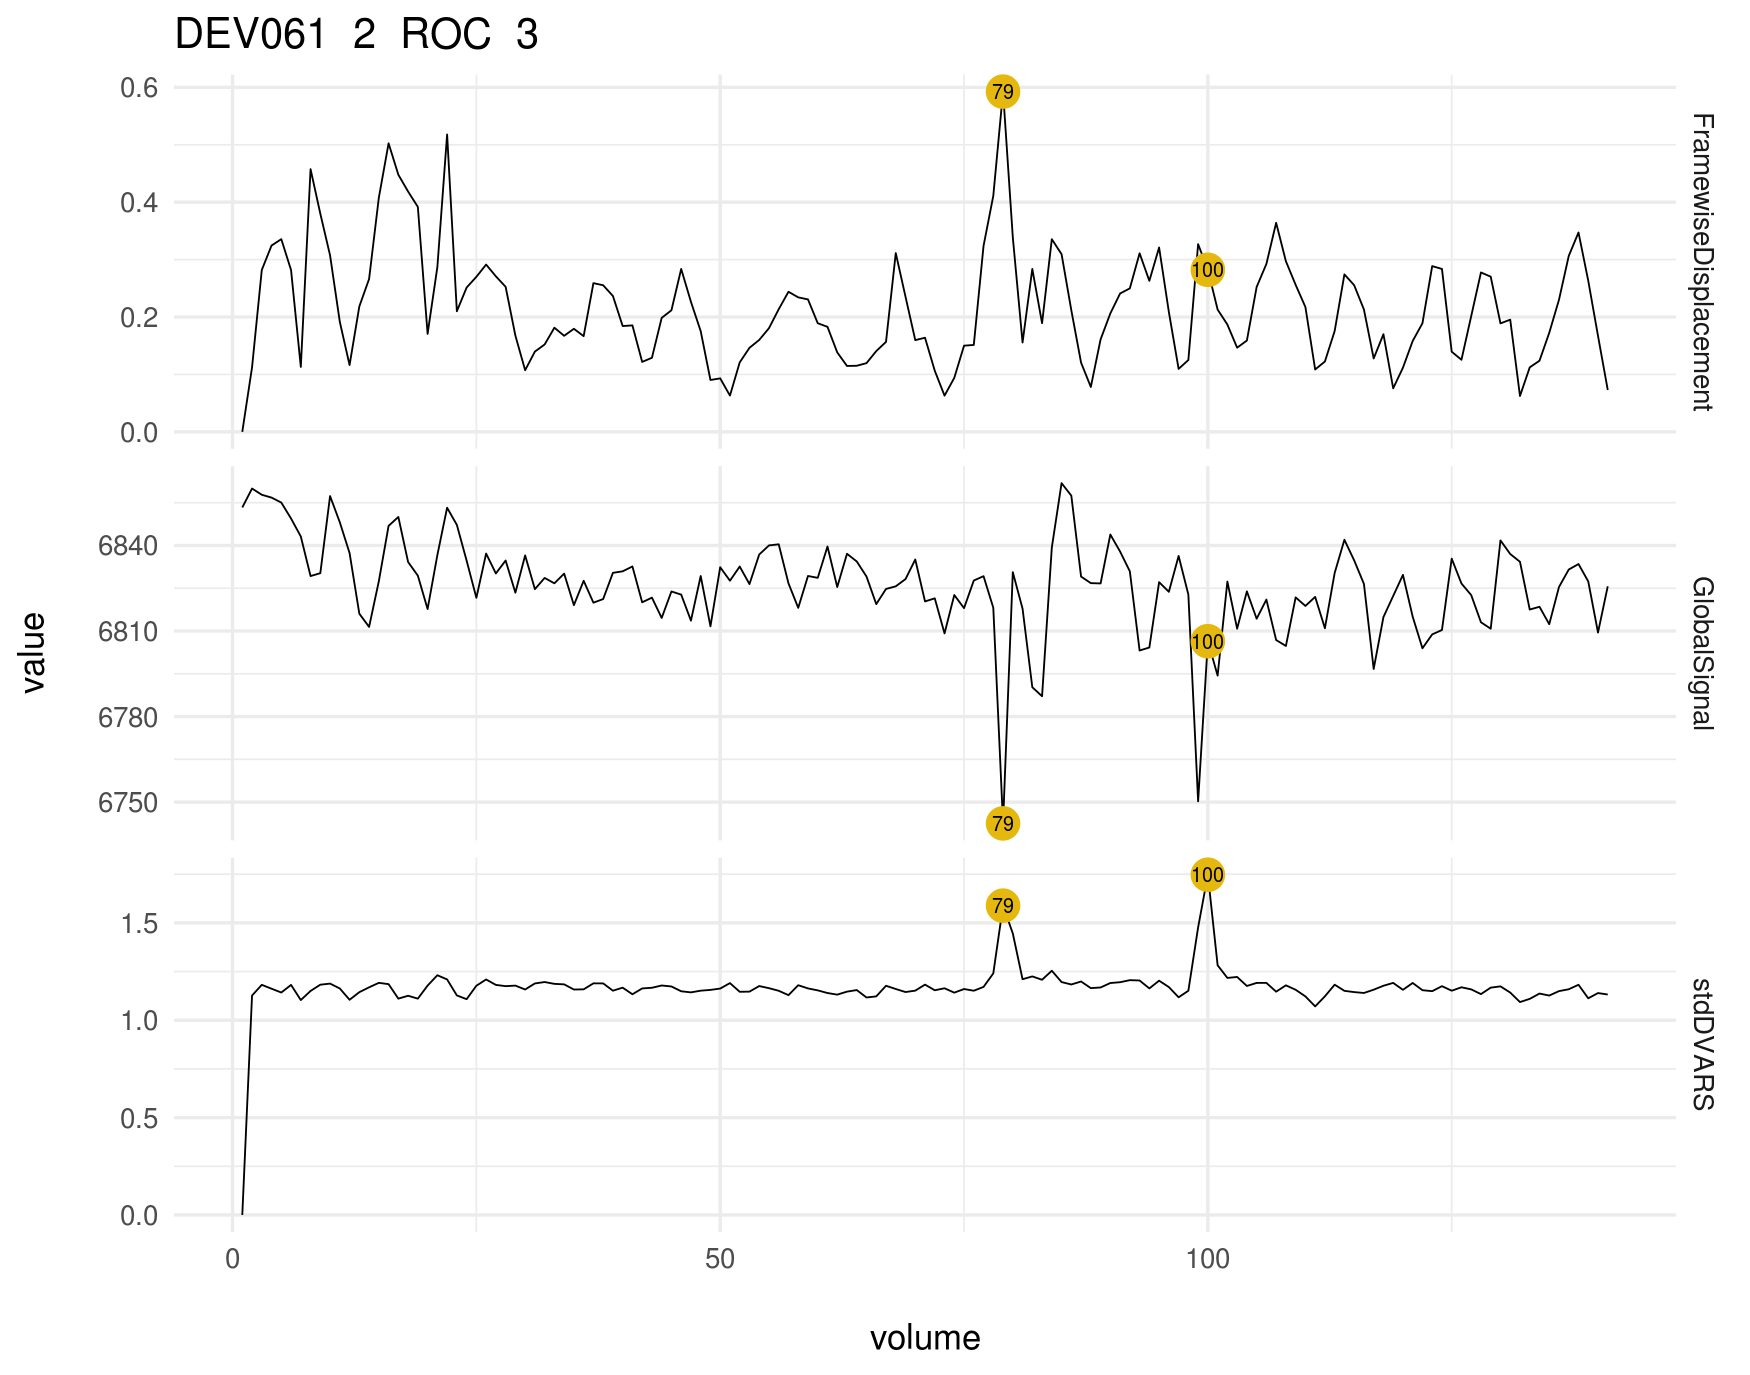 DEV061 2 ROC 3
0.6
0.4
0.2
0.0
79
100
FramewiseDisplacement
6840
6810
6780
6750
100
79
GlobalSignal
value
1.5
1.0
0.5
0.0
79
100
stdDVARS
0 50 100
volume